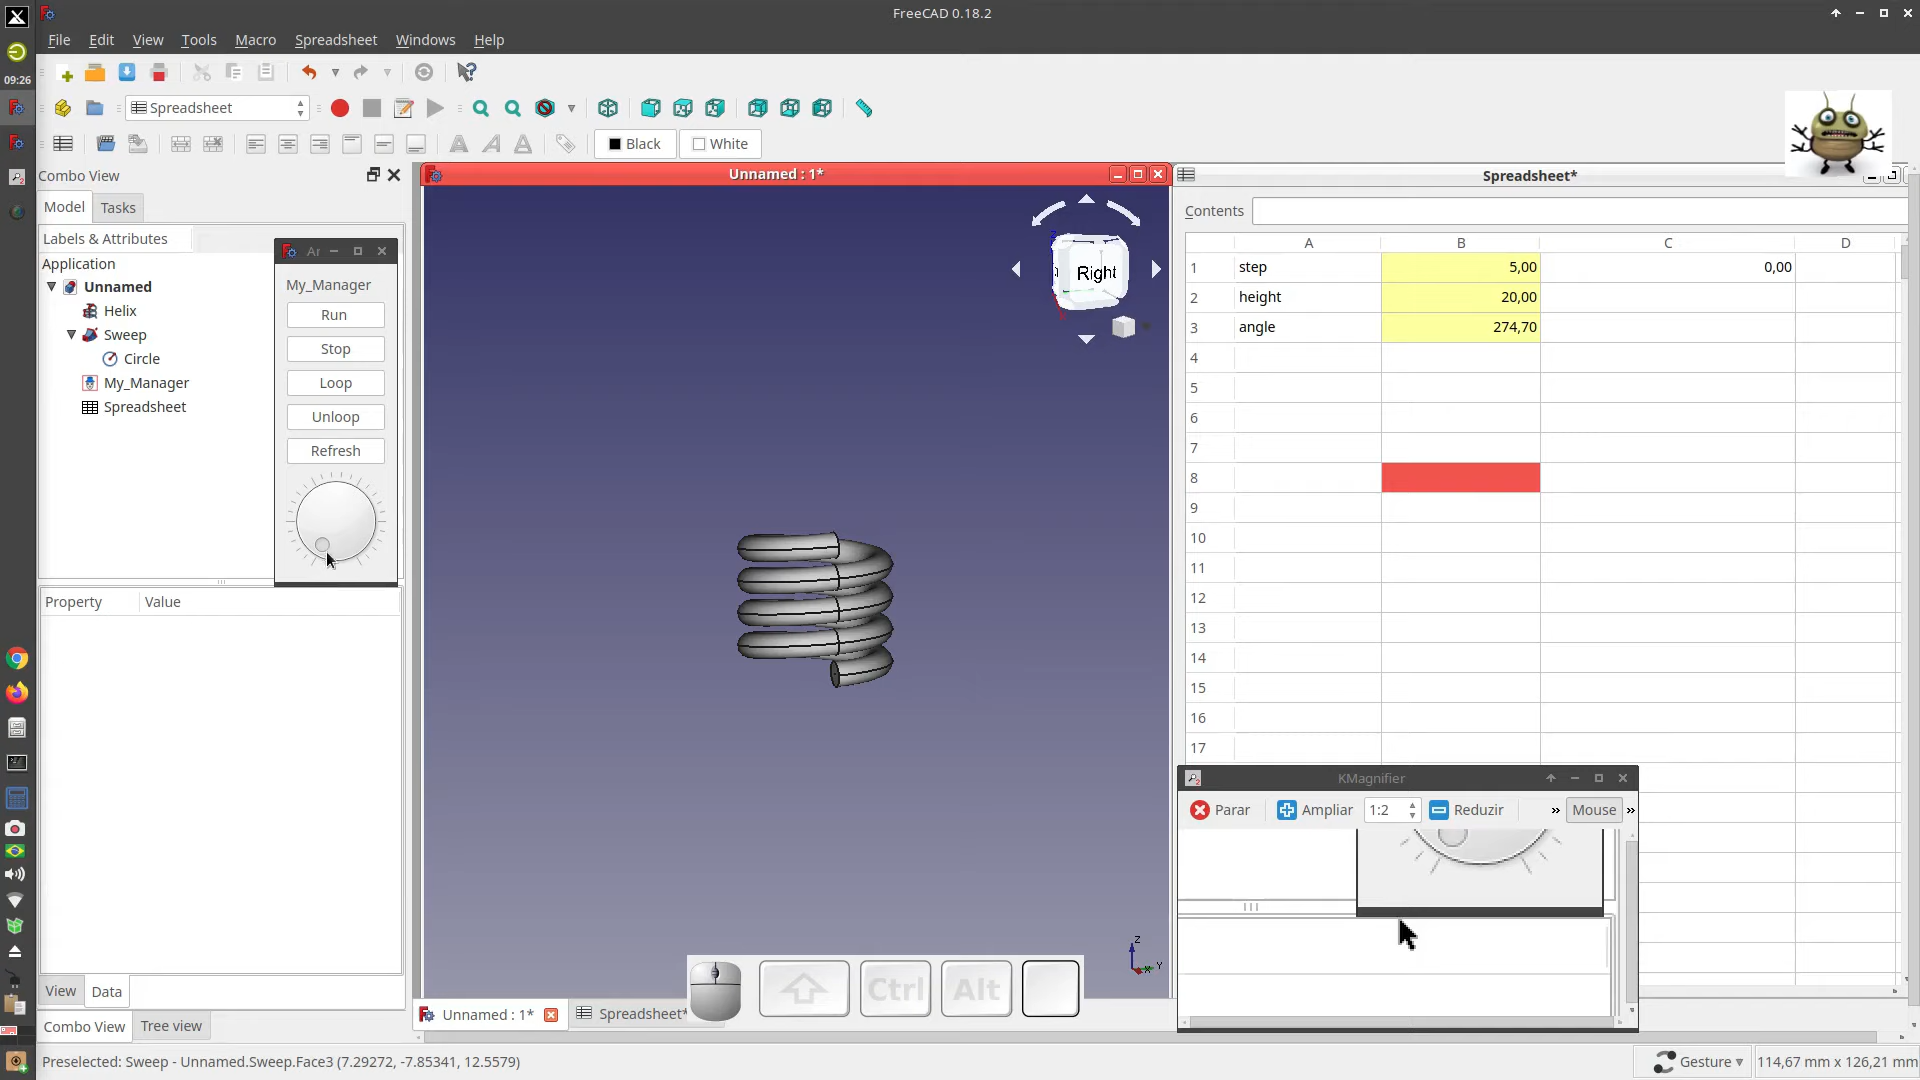 FreeCAD 0.18.2
File Edit View Tools Macro Spreadsheet Windows Help
09:26
Spreadsheet
Black White
Combo View
Model Tasks
Labels & Attributes
Application
Unnamed
Helix
Sweep
Circle
My_Manager
Spreadsheet
Ar
My_Manager
Run
Stop
Loop
Unloop
Refresh
Property Value
View Data
Combo View Tree view
Unnamed : 1*
Right
Z
Y
Ctrl Alt
Unnamed : 1* Spreadsheet*
Spreadsheet*
Contents
A B C D
1 step 5,00 0,00
2 height 20,00
3 angle 274,70
4
5
6
7
8
9
10
11
12
13
14
15
16
17
KMagnifier
Parar Ampliar 1:2 Reduzir » Mouse »
Preselected: Sweep - Unnamed.Sweep.Face3 (7.29272, -7.85341, 12.5579)
Gesture 114,67 mm x 126,21 mm